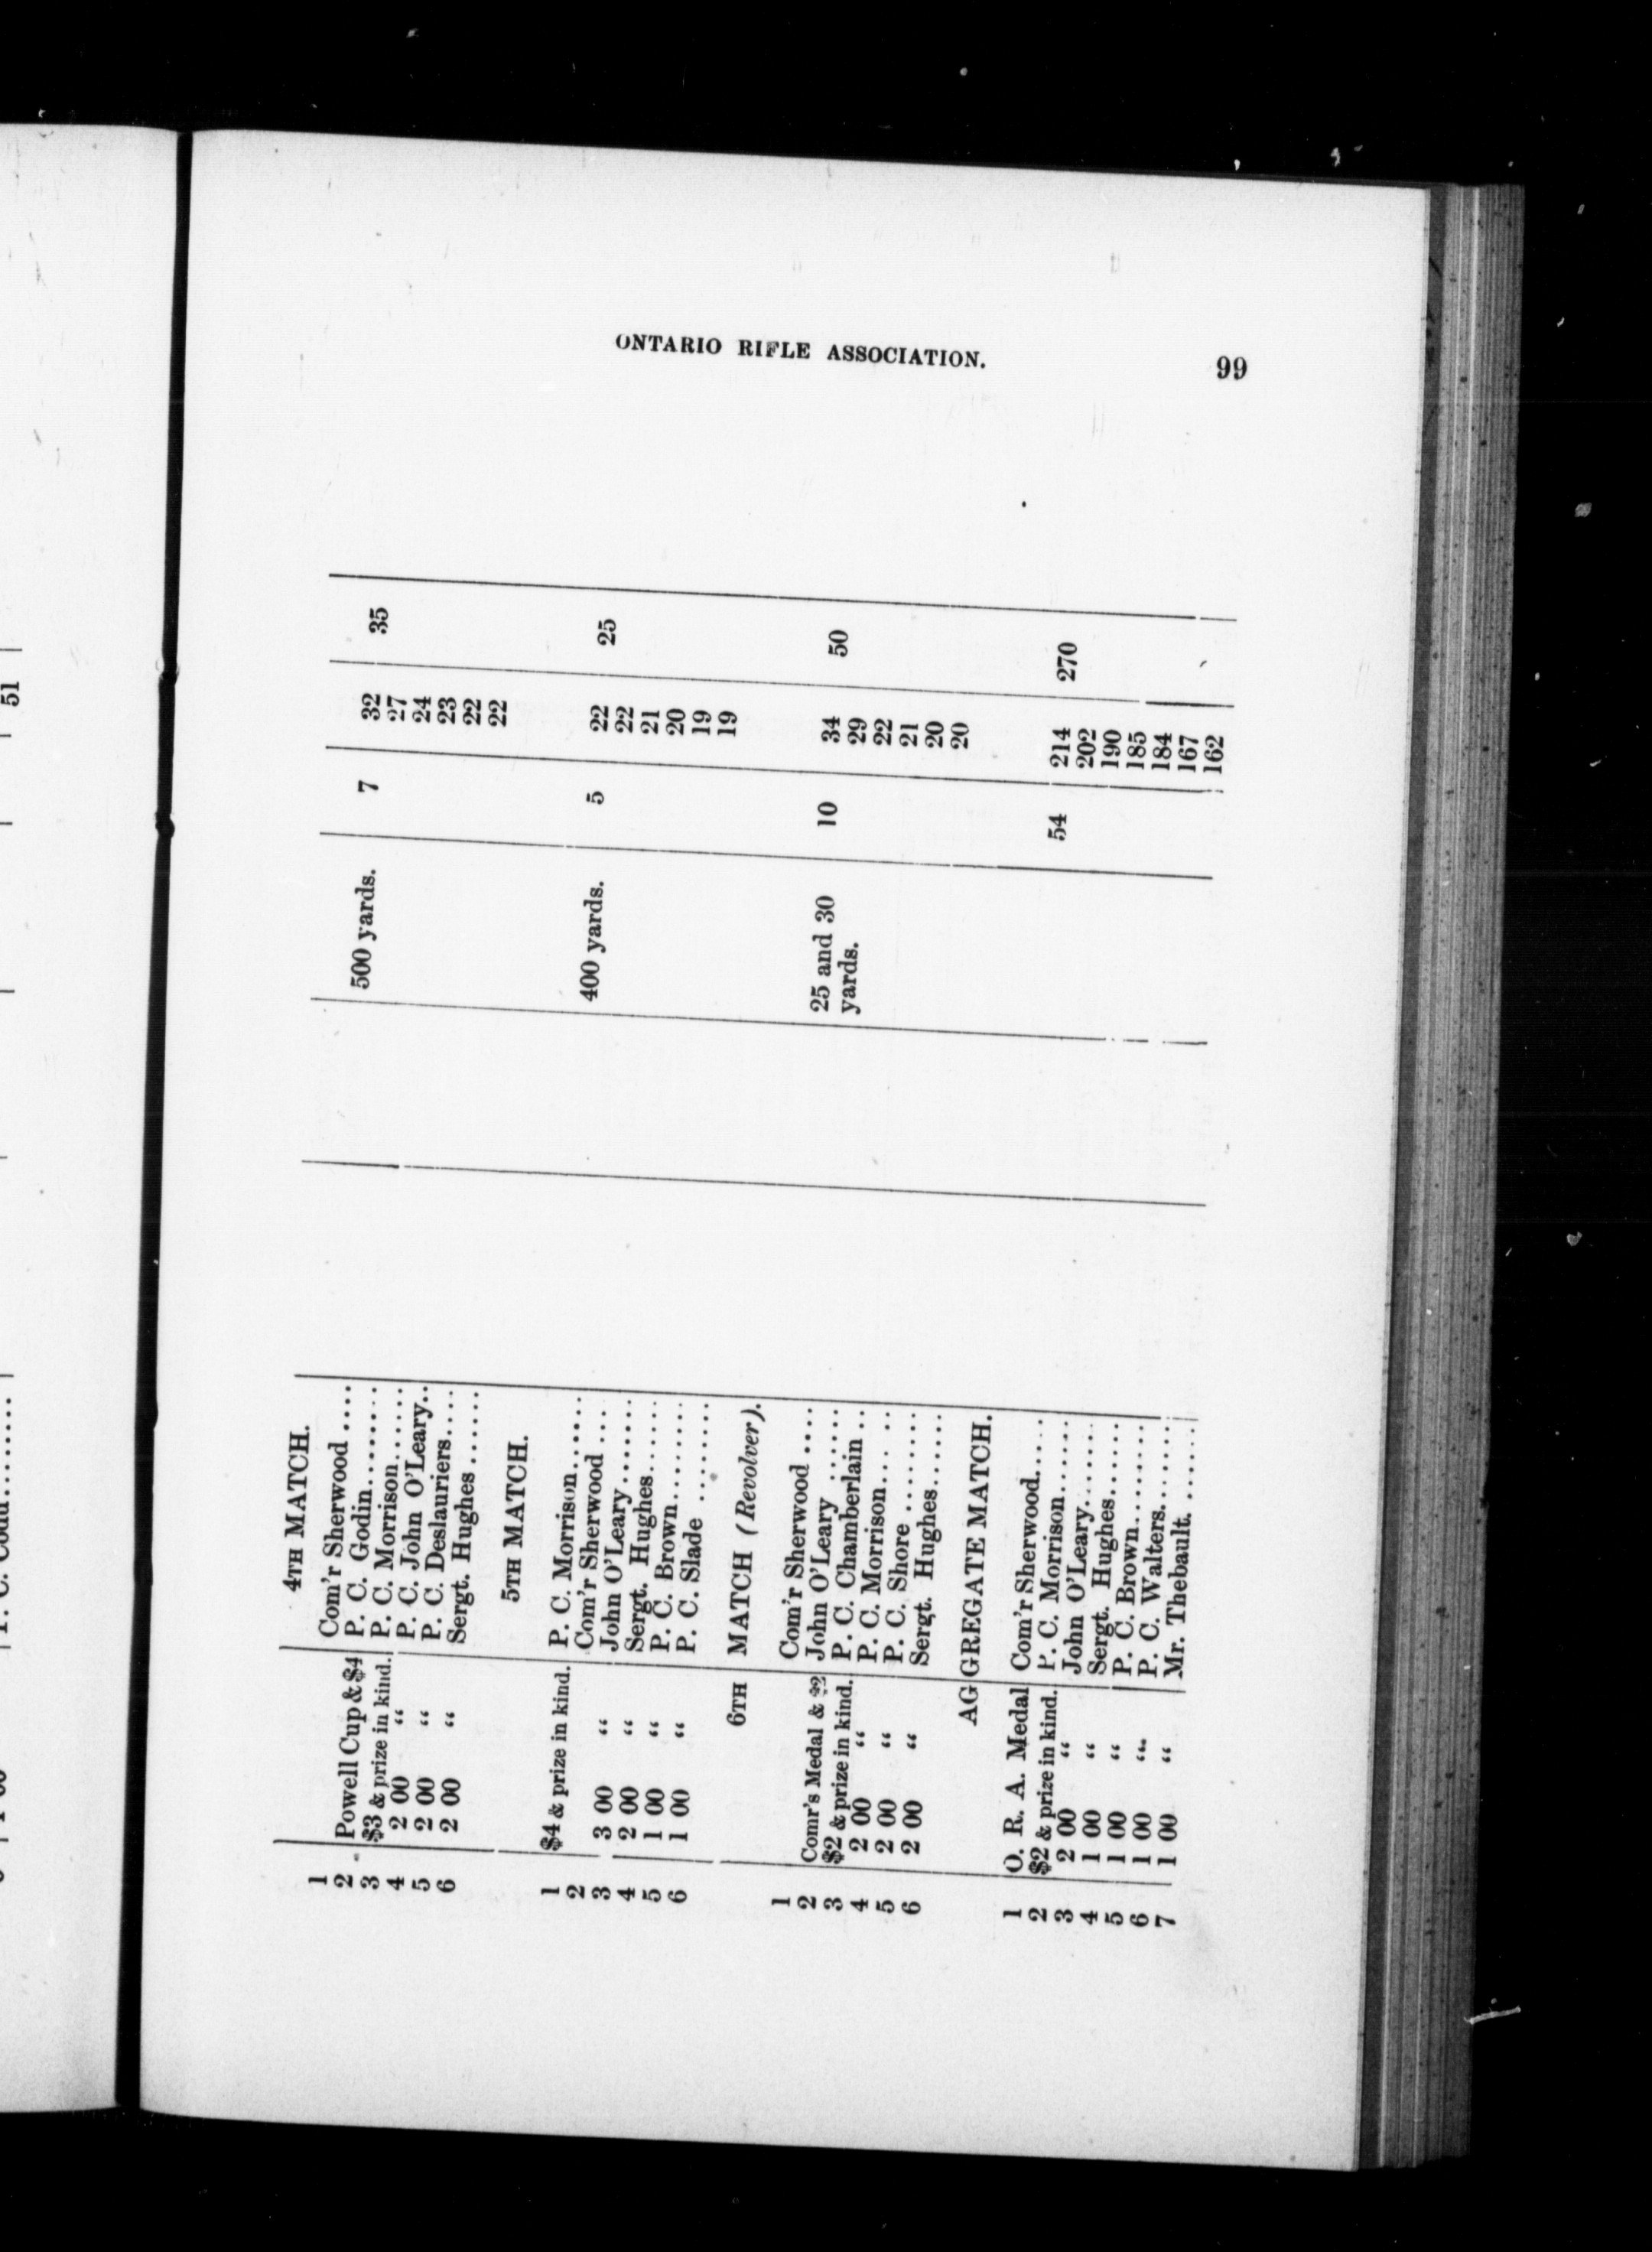 ONTARIO RIFLE ASSOCIATION. 99
4TH MATCH.
1 Com'r Sherwood .... 500 yards. 7 32 35
2 Powell Cup & $4 P. C. Godin........ 27
3 $3 & prize in kind. P. C. Morrison...... 24
4 2 00 " P. C. John O'Leary.. 23
5 2 00 " P. C. Deslauriers.... 22
6 2 00 " Sergt. Hughes ...... 22
5TH MATCH.
1 $4 & prize in kind. P. C. Morrison...... 400 yards. 5 22 25
2 Com'r Sherwood .... 22
3 3 00 " John O'Leary ....... 21
4 2 00 " Sergt. Hughes...... 20
5 1 00 " P. C. Brown........ 19
6 1 00 " P. C. Slade ........ 19
6TH MATCH (Revolver).
1 Com'r Sherwood .... 25 and 30 10 34 50
2 Comr's Medal & $2 John O'Leary ...... yards. 29
3 $2 & prize in kind. P. C. Chamberlain .. 22
4 2 00 " P. C. Morrison... .. 21
5 2 00 " P. C. Shore ........ 20
6 2 00 " Sergt. Hughes...... 20
AGGREGATE MATCH.
1 O. R. A. Medal Com'r Sherwood..... 54 214 270
2 $2 & prize in kind. P. C. Morrison...... 202
3 2 00 " John O'Leary........ 190
4 1 00 " Sergt. Hughes...... 185
5 1 00 " P. C. Brown........ 184
6 1 00 " P. C. Walters....... 167
7 1 00 " Mr. Thebault. ...... 162
51